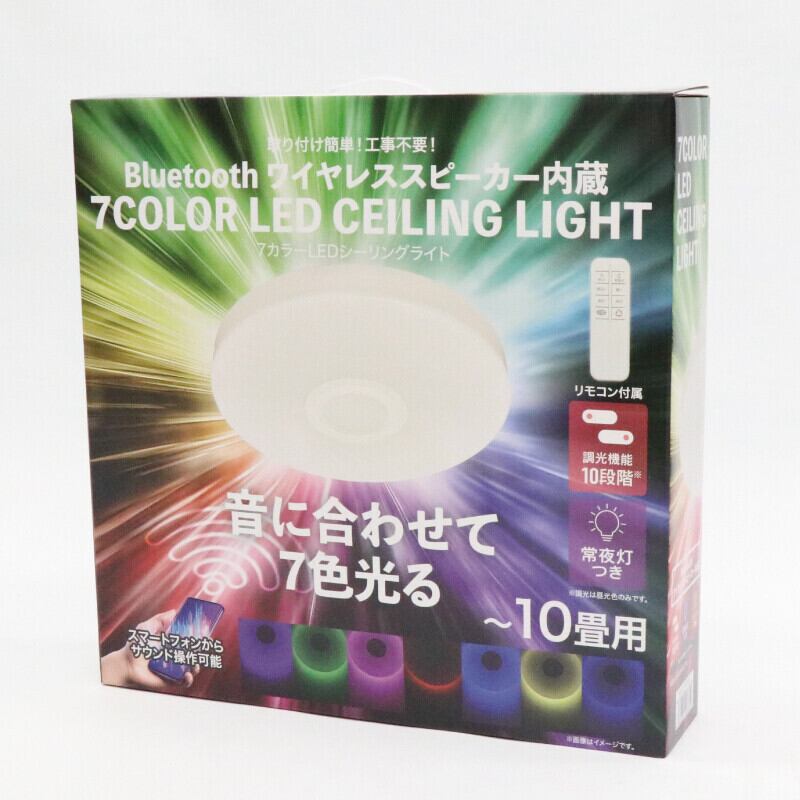 取り付け簡単！工事不要！
Bluetooth ワイヤレススピーカー内蔵
7COLOR LED CEILING LIGHT
7カラーLEDシーリングライト
リモコン付属
調光機能
10段階※
常夜灯
つき
※調光は昼光色のみです。
音に合わせて
7色光る
～10畳用
スマートフォンから
サウンド操作可能
※画像はイメージです。
7COLOR
LED
CEILING
LIGHT